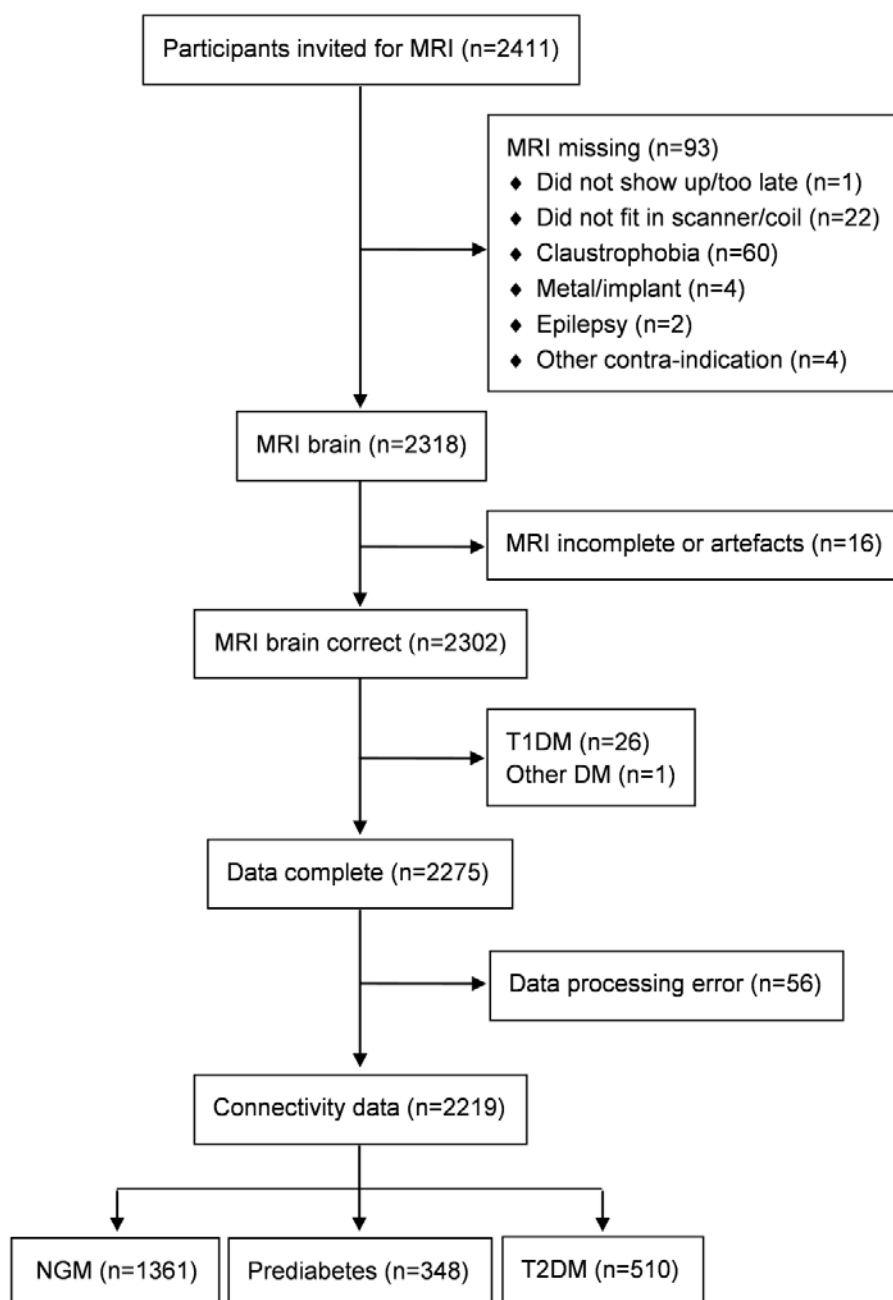 Participants invited for MRI (n=2411)
MRI missing (n=93)
♦ Did not show up/too late (n=1)
♦ Did not fit in scanner/coil (n=22)
♦ Claustrophobia (n=60)
♦ Metal/implant (n=4)
♦ Epilepsy (n=2)
♦ Other contra-indication (n=4)
MRI brain (n=2318)
MRI incomplete or artefacts (n=16)
MRI brain correct (n=2302)
T1DM (n=26)
Other DM (n=1)
Data complete (n=2275)
Data processing error (n=56)
Connectivity data (n=2219)
NGM (n=1361)
Prediabetes (n=348)
T2DM (n=510)